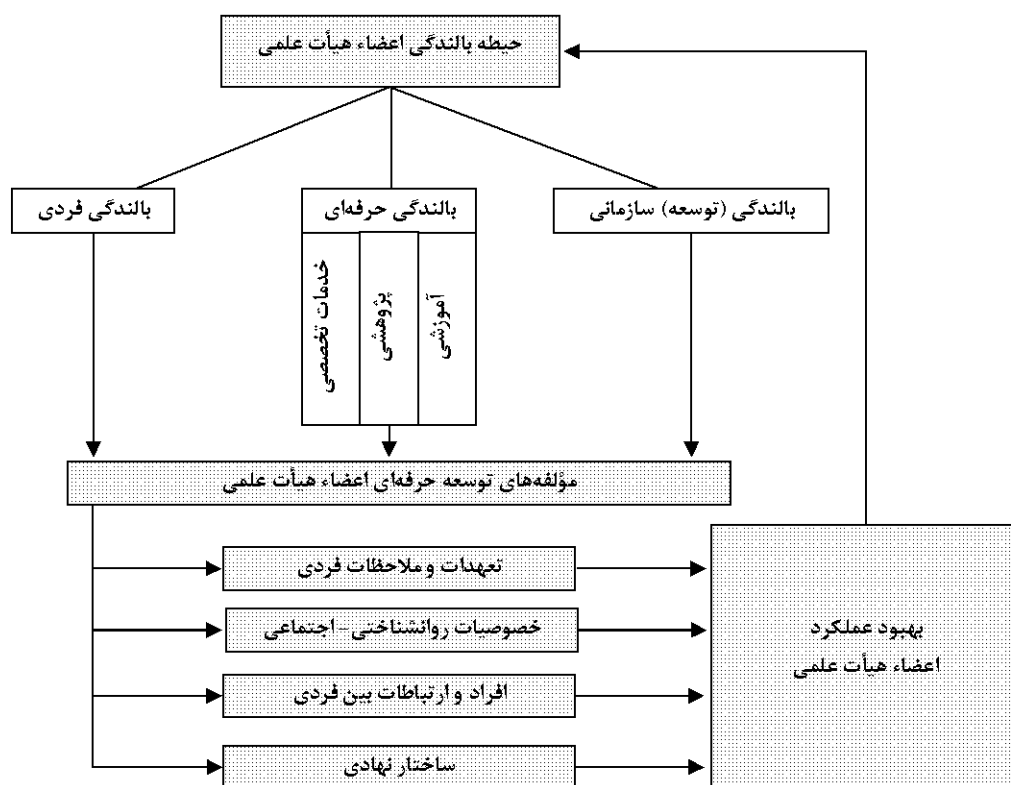 حیطه بالندگی اعضاء هیأت علمی
بالندگی (توسعه) سازمانی
بالندگی حرفه‌ای
بالندگی فردی
آموزشی
پژوهشی
خدمات تخصصی
مؤلفه‌های توسعه حرفه‌ای اعضاء هیأت علمی
تعهدات و ملاحظات فردی
خصوصیات روانشناختی - اجتماعی
افراد و ارتباطات بین فردی
ساختار نهادی
بهبود عملکرد
اعضاء هیأت علمی